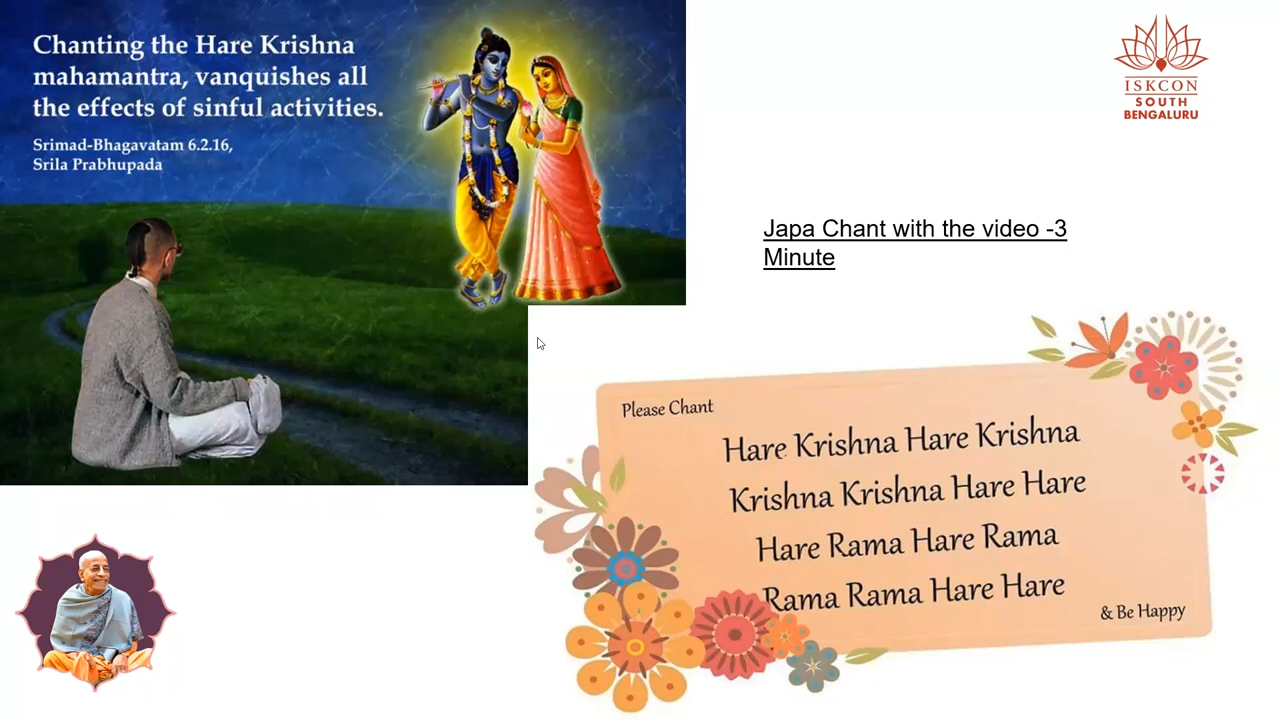 Chanting the Hare Krishna
mahamantra, vanquishes all
the effects of sinful activities.
Srimad-Bhagavatam 6.2.16,
Srila Prabhupada
ISKCON
SOUTH
BENGALURU
Japa Chant with the video -3
Minute
Please Chant
Hare Krishna Hare Krishna
Krishna Krishna Hare Hare
Hare Rama Hare Rama
Rama Rama Hare Hare
& Be Happy